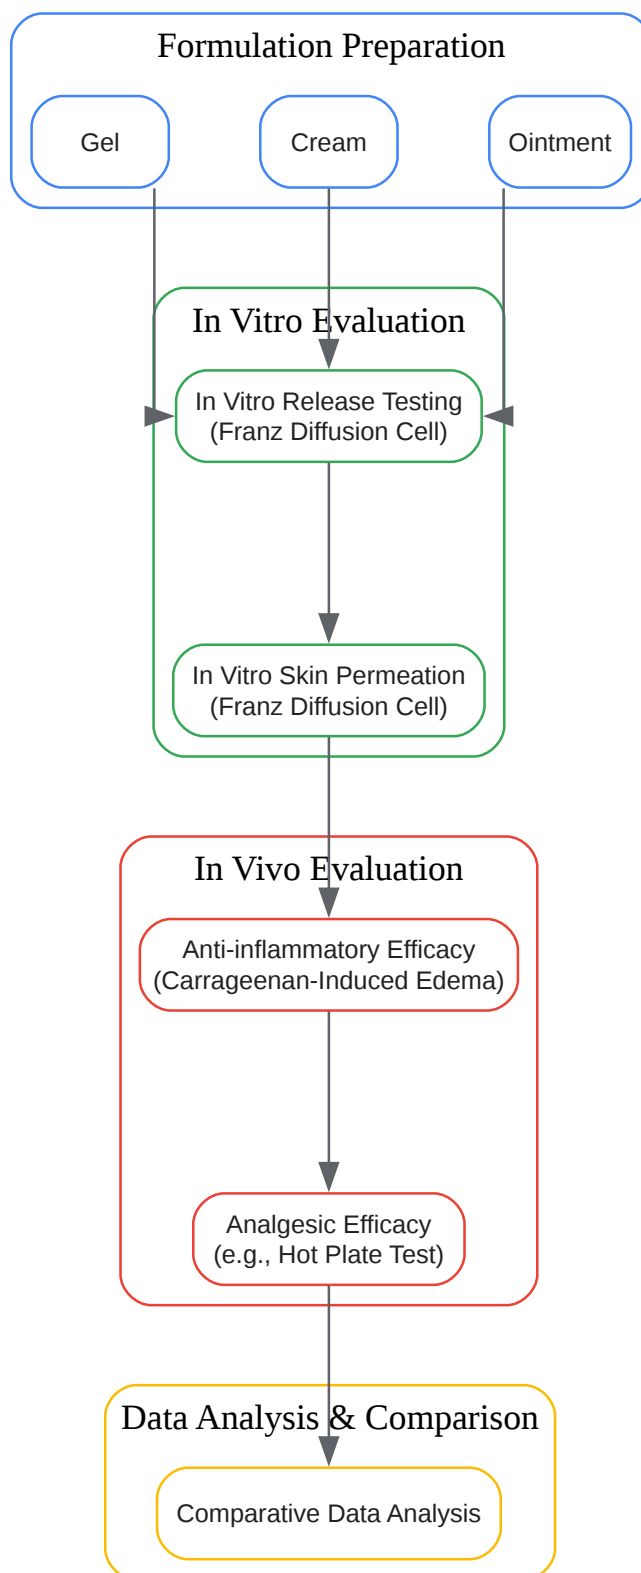 Formulation Preparation
Gel
Cream
Ointment
In Vitro Evaluation
In Vitro Release Testing
(Franz Diffusion Cell)
In Vitro Skin Permeation
(Franz Diffusion Cell)
In Vivo Evaluation
Anti-inflammatory Efficacy
(Carrageenan-Induced Edema)
Analgesic Efficacy
(e.g., Hot Plate Test)
Data Analysis & Comparison
Comparative Data Analysis